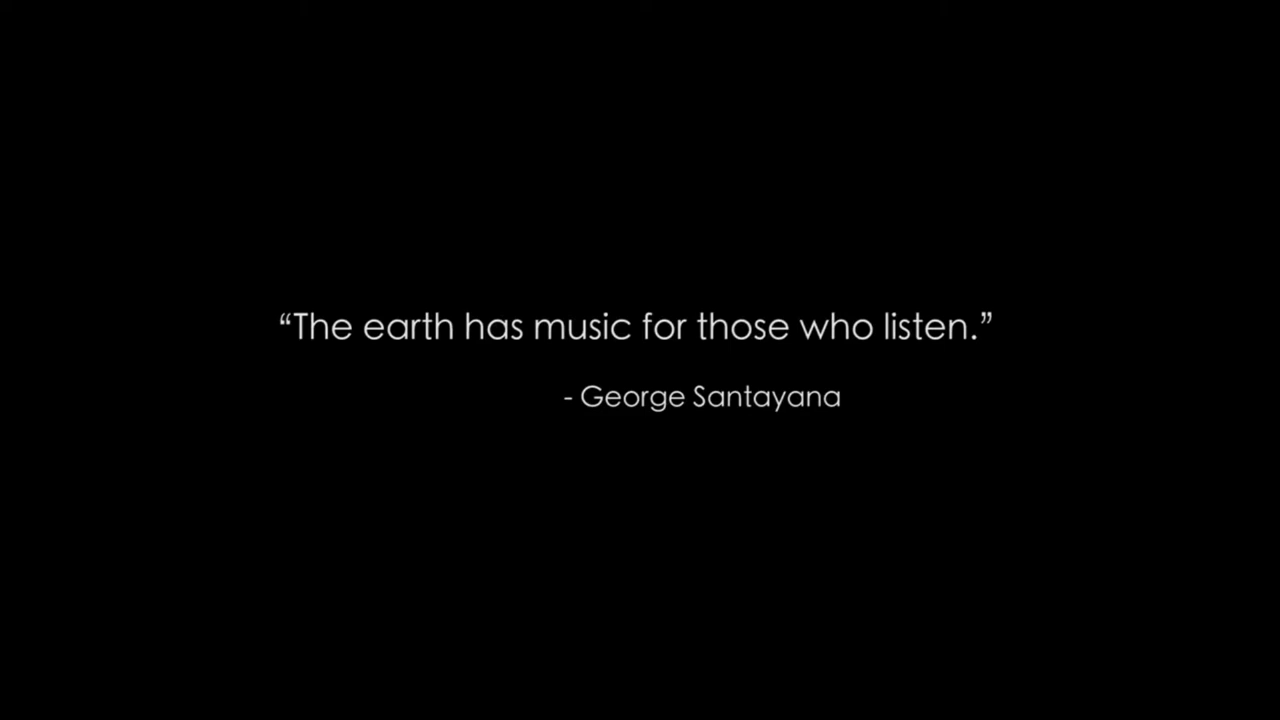 “The earth has music for those who listen.”
- George Santayana